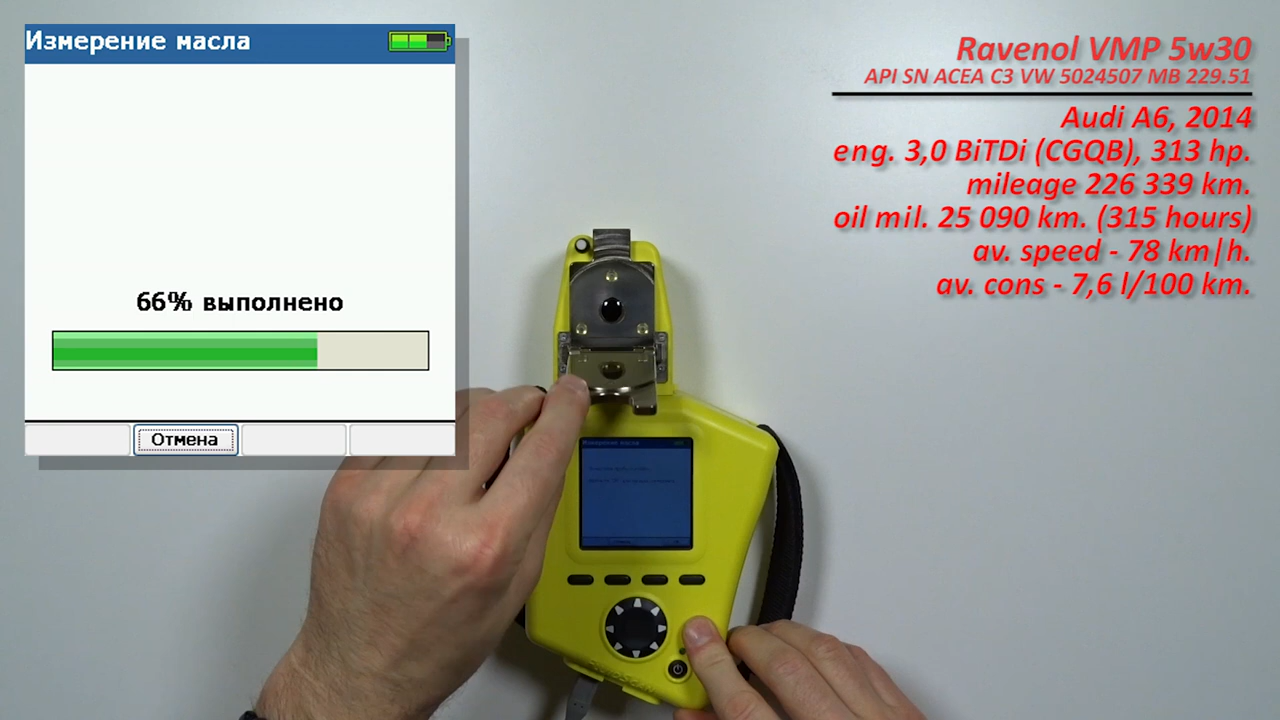 Измерение масла
66% выполнено
Отмена
Ravenol VMP 5w30
API SN ACEA C3 VW 5024507 MB 229.51
Audi A6, 2014
eng. 3,0 BiTDi (CGQB), 313 hp.
mileage 226 339 km.
oil mil. 25 090 km. (315 hours)
av. speed - 78 km|h.
av. cons - 7,6 l/100 km.
Измерение масла